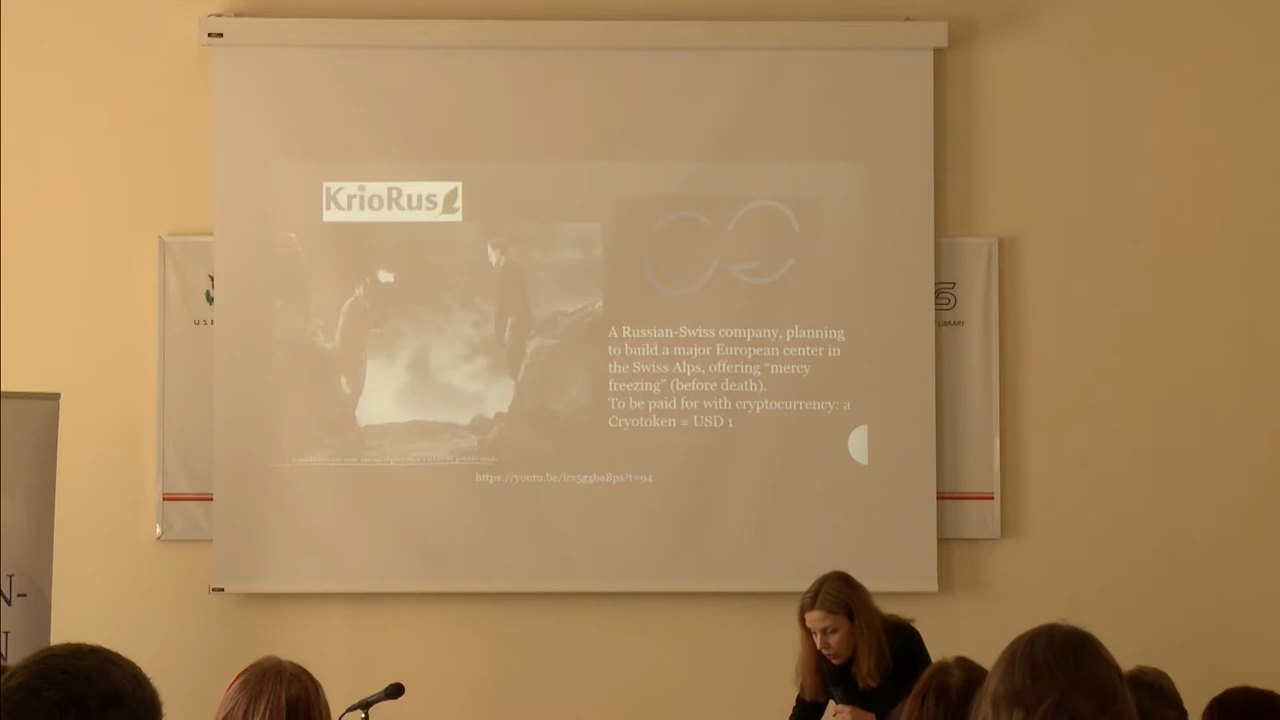 KrioRus
A Russian-Swiss company, planning
to build a major European center in
the Swiss Alps, offering "mercy
freezing" (before death).
To be paid for with cryptocurrency: a
Cryotoken = USD 1
U.S.
LIBRARY
N-
N